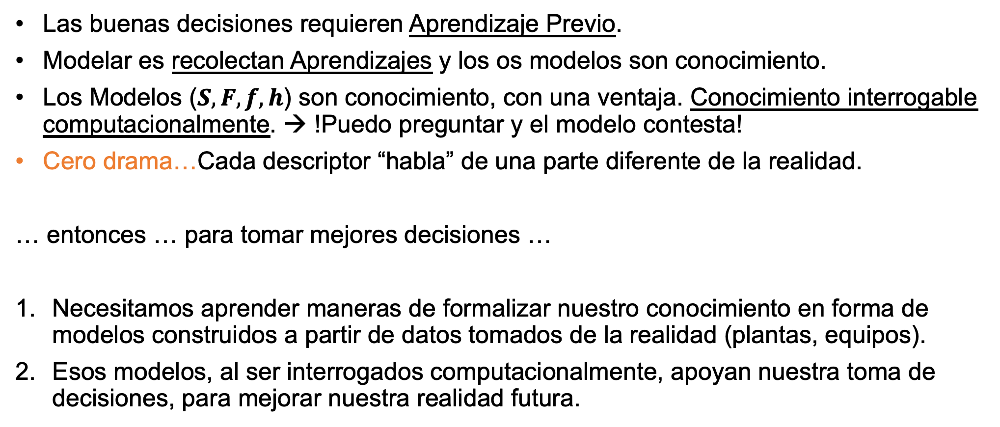 • Las buenas decisiones requieren Aprendizaje Previo.
• Modelar es recolectan Aprendizajes y los os modelos son conocimiento.
• Los Modelos (S, F, f, h) son conocimiento, con una ventaja. Conocimiento interrogable
computacionalmente. → !Puedo preguntar y el modelo contesta!
• Cero drama…Cada descriptor “habla” de una parte diferente de la realidad.
… entonces … para tomar mejores decisiones …
1. Necesitamos aprender maneras de formalizar nuestro conocimiento en forma de
modelos construidos a partir de datos tomados de la realidad (plantas, equipos).
2. Esos modelos, al ser interrogados computacionalmente, apoyan nuestra toma de
decisiones, para mejorar nuestra realidad futura.